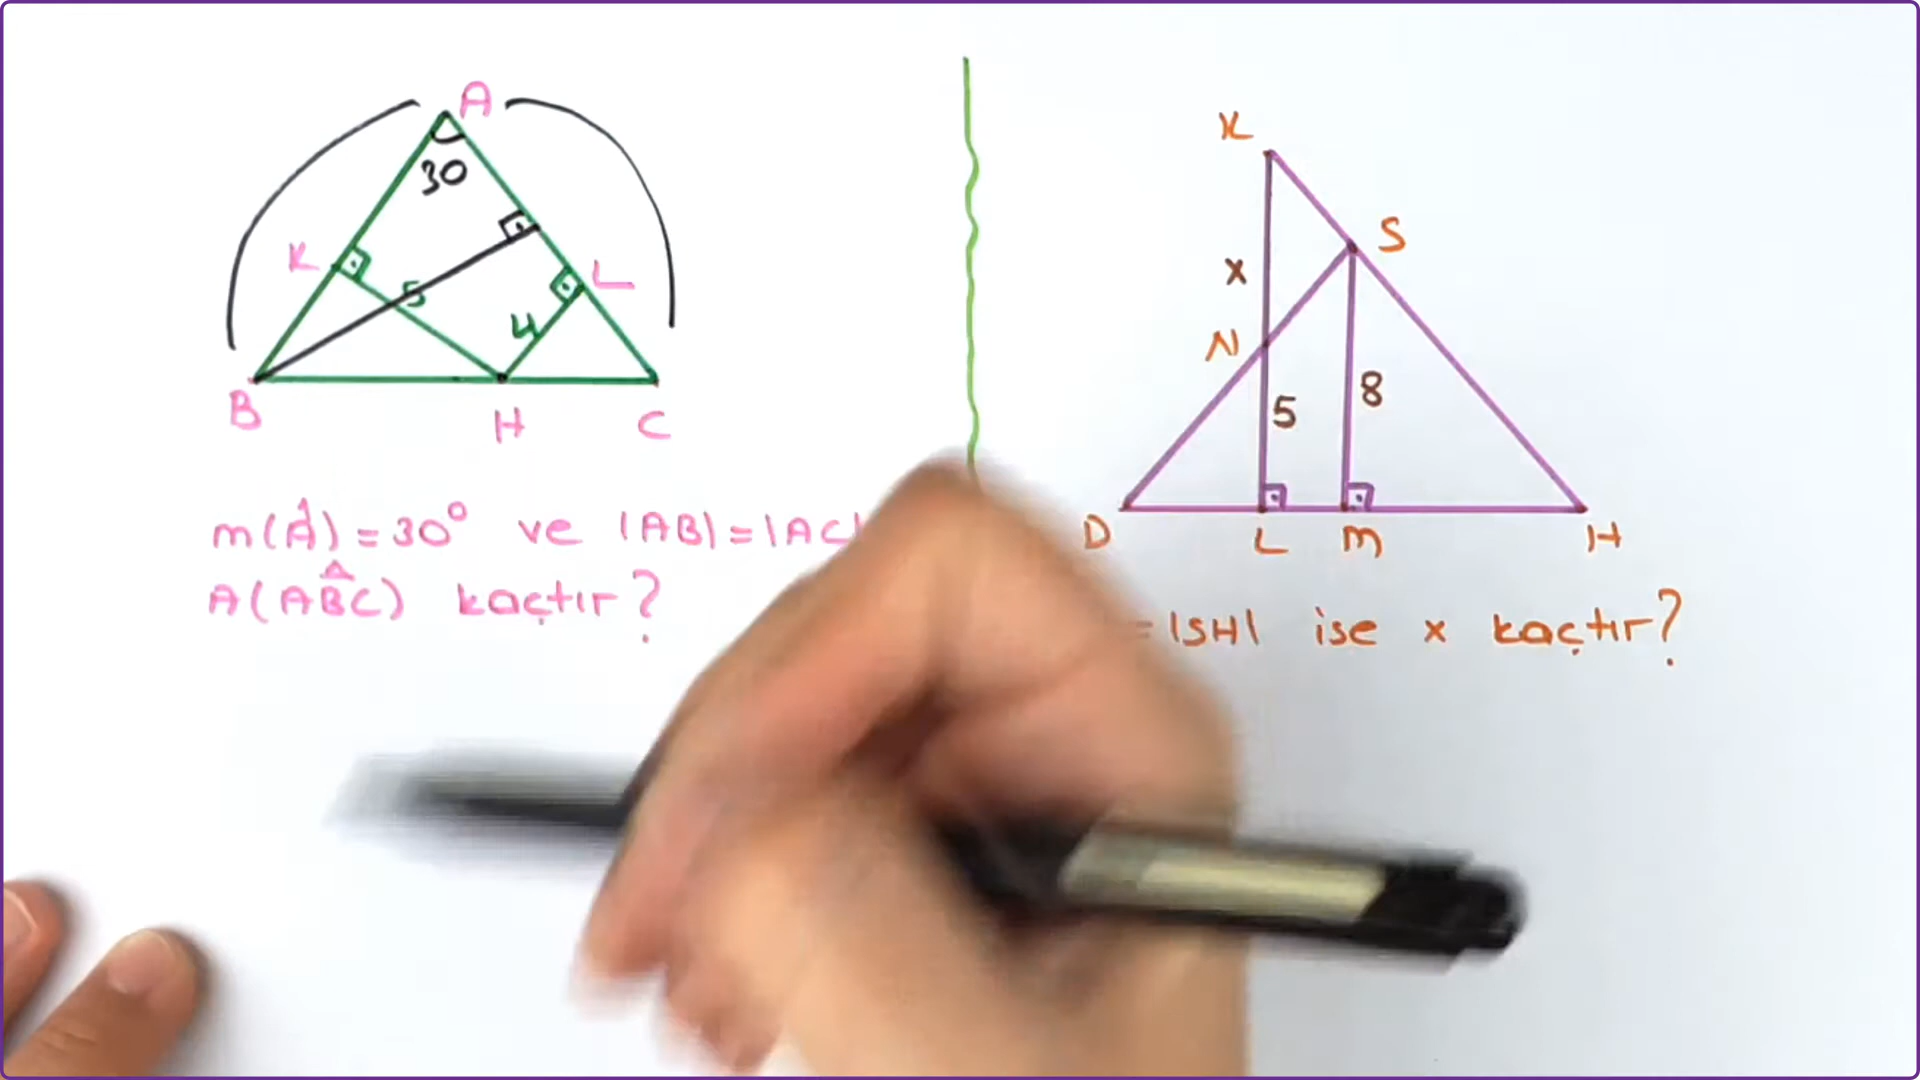 A
30
K
5
L
4
B
H
C
m(Â)=30° ve |AB|=|AC|
A(ABC) kaçtır?
K
S
x
N
5
8
D
L
M
H
=|SH| ise x kaçtır?